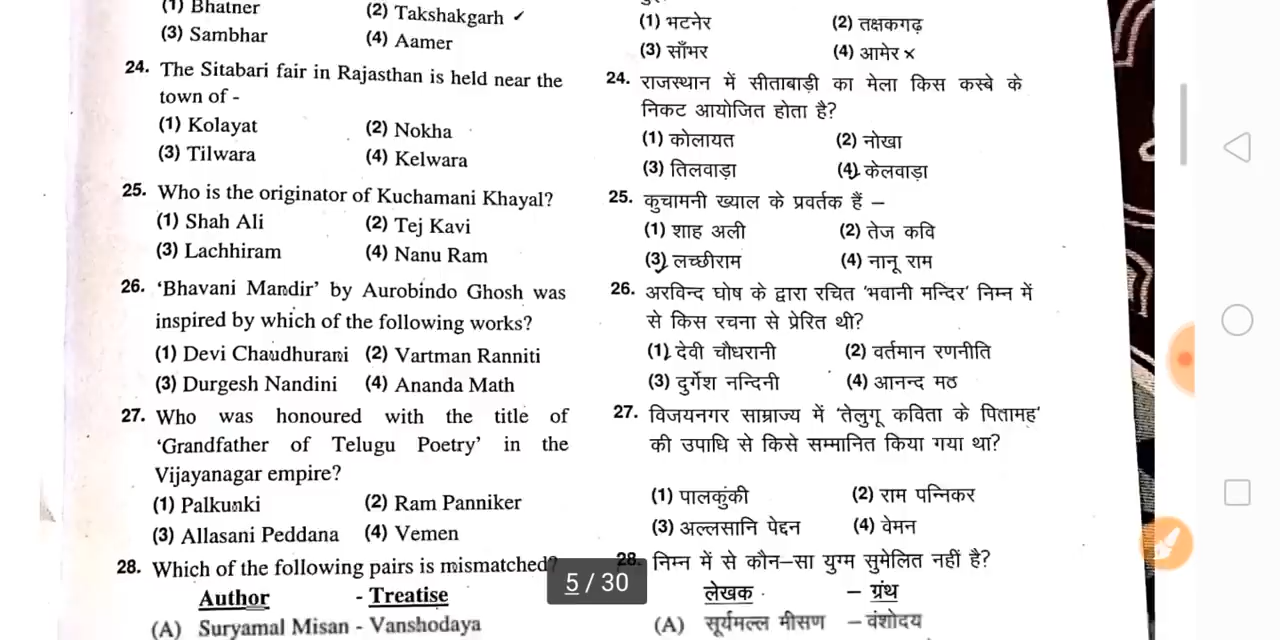 (1) Bhatner (2) Takshakgarh ✓
(3) Sambhar (4) Aamer
24. The Sitabari fair in Rajasthan is held near the
town of -
(1) Kolayat (2) Nokha
(3) Tilwara (4) Kelwara
25. Who is the originator of Kuchamani Khayal?
(1) Shah Ali (2) Tej Kavi
(3) Lachhiram (4) Nanu Ram
26. ‘Bhavani Mandir’ by Aurobindo Ghosh was
inspired by which of the following works?
(1) Devi Chaudhurani (2) Vartman Ranniti
(3) Durgesh Nandini (4) Ananda Math
27. Who was honoured with the title of
‘Grandfather of Telugu Poetry’ in the
Vijayanagar empire?
(1) Palkunki (2) Ram Panniker
(3) Allasani Peddana (4) Vemen
28. Which of the following pairs is mismatched?
Author - Treatise
(A) Suryamal Misan - Vanshodaya
(1) भटनेर (2) तक्षकगढ़
(3) साँभर (4) आमेर ×
24. राजस्थान में सीताबाड़ी का मेला किस कस्बे के
निकट आयोजित होता है?
(1) कोलायत (2) नोखा
(3) तिलवाड़ा (4) केलवाड़ा
25. कुचामनी ख्याल के प्रवर्तक हैं –
(1) शाह अली (2) तेज कवि
(3) लच्छीराम (4) नानू राम
26. अरविन्द घोष के द्वारा रचित ‘भवानी मन्दिर’ निम्न में
से किस रचना से प्रेरित थी?
(1) देवी चौधरानी (2) वर्तमान रणनीति
(3) दुर्गेश नन्दिनी (4) आनन्द मठ
27. विजयनगर साम्राज्य में ‘तेलुगू कविता के पितामह’
की उपाधि से किसे सम्मानित किया गया था?
(1) पालकुंकी (2) राम पन्निकर
(3) अल्लसानि पेद्दन (4) वेमन
28. निम्न में से कौन–सा युग्म सुमेलित नहीं है?
लेखक – ग्रंथ
(A) सूर्यमल्ल मीसण – वंशोदय
5 / 30